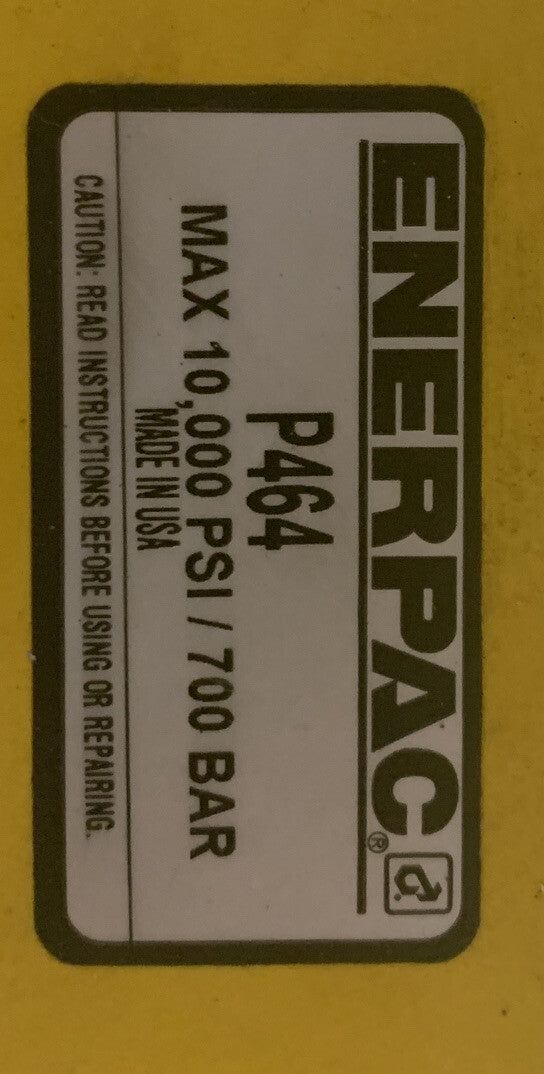 ENERPAC®
P464
MAX 10,000 PSI / 700 BAR
MADE IN USA
CAUTION: READ INSTRUCTIONS BEFORE USING OR REPAIRING.